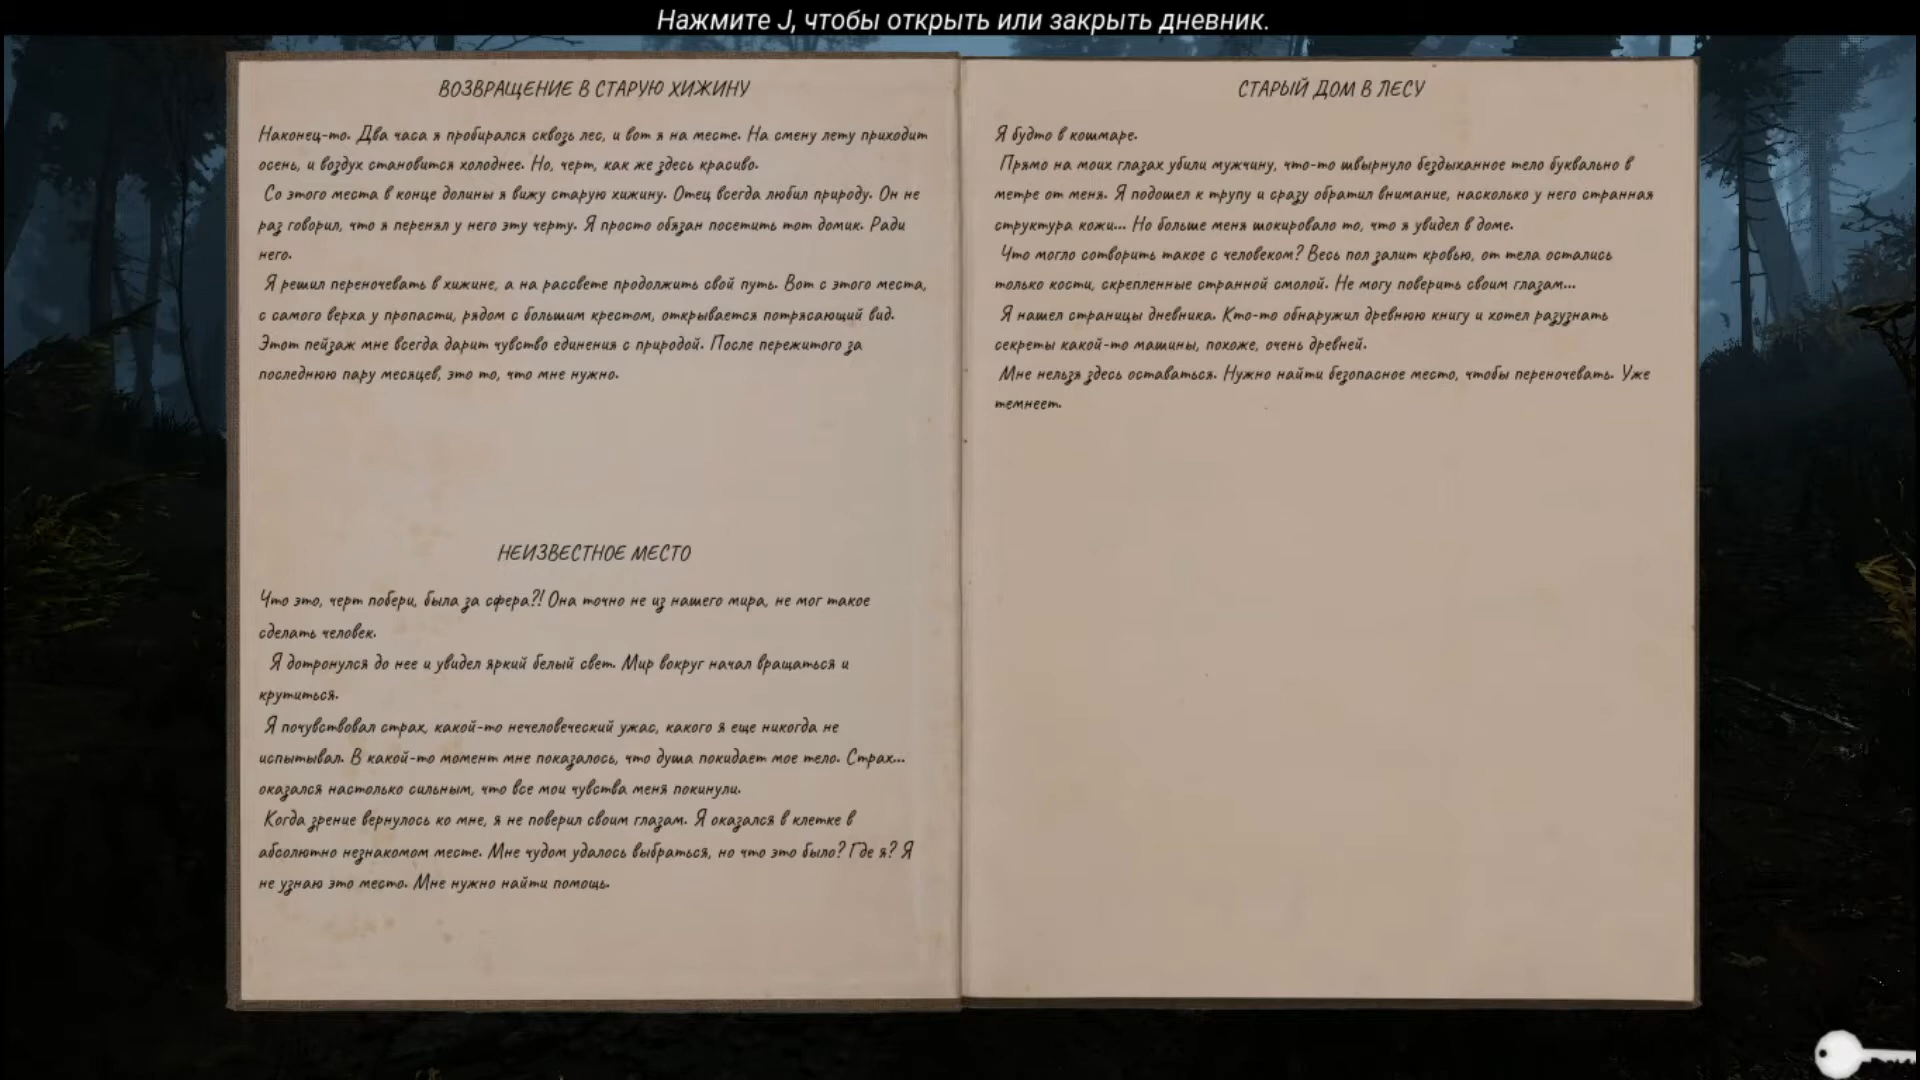 Нажмите J, чтобы открыть или закрыть дневник.
ВОЗВРАЩЕНИЕ В СТАРУЮ ХИЖИНУ
Наконец-то. Два часа я пробирался сквозь лес, и вот я на месте. На смену лету приходит
осень, и воздух становится холоднее. Но, черт, как же здесь красиво.
Со этого места в конце долины я вижу старую хижину. Отец всегда любил природу. Он не
раз говорил, что я перенял у него эту черту. Я просто обязан посетить тот домик. Ради
него.
Я решил переночевать в хижине, а на рассвете продолжить свой путь. Вот с этого места,
с самого верха у пропасти, рядом с большим крестом, открывается потрясающий вид.
Этот пейзаж мне всегда дарит чувство единения с природой. После пережитого за
последнюю пару месяцев, это то, что мне нужно.
НЕИЗВЕСТНОЕ МЕСТО
Что это, черт побери, была за сфера?! Она точно не из нашего мира, не мог такое
сделать человек.
Я дотронулся до нее и увидел яркий белый свет. Мир вокруг начал вращаться и
крутиться.
Я почувствовал страх, какой-то нечеловеческий ужас, какого я еще никогда не
испытывал. В какой-то момент мне показалось, что душа покидает мое тело. Страх...
оказался настолько сильным, что все мои чувства меня покинули.
Когда зрение вернулось ко мне, я не поверил своим глазам. Я оказался в клетке в
абсолютно незнакомом месте. Мне чудом удалось выбраться, но что это было? Где я? Я
не узнаю это место. Мне нужно найти помощь.
СТАРЫЙ ДОМ В ЛЕСУ
Я будто в кошмаре.
Прямо на моих глазах убили мужчину, что-то швырнуло бездыханное тело буквально в
метре от меня. Я подошел к трупу и сразу обратил внимание, насколько у него странная
структура кожи... Но больше меня шокировало то, что я увидел в доме.
Что могло сотворить такое с человеком? Весь пол залит кровью, от тела остались
только кости, скрепленные странной смолой. Не могу поверить своим глазам...
Я нашел страницы дневника. Кто-то обнаружил древнюю книгу и хотел разузнать
секреты какой-то машины, похоже, очень древней.
Мне нельзя здесь оставаться. Нужно найти безопасное место, чтобы переночевать. Уже
темнеет.